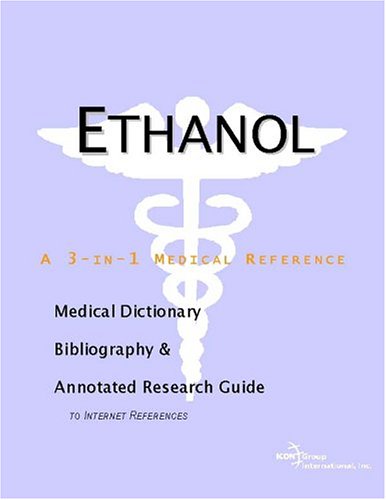 ETHANOL
A 3-IN-1 MEDICAL REFERENCE
Medical Dictionary
Bibliography &
Annotated Research Guide
TO INTERNET REFERENCES
ICON Group
International, Inc.